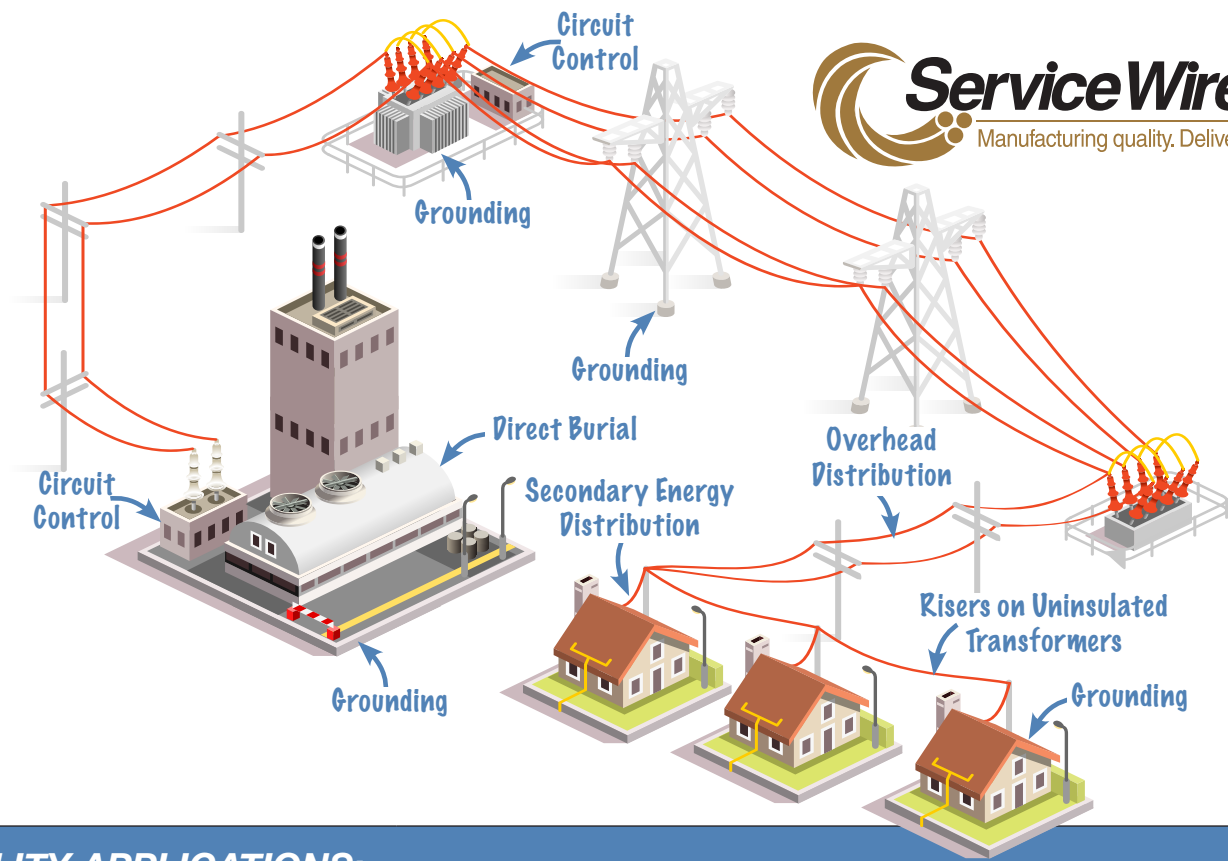 Circuit
Control
ServiceWire
Manufacturing quality.
Grounding
Grounding
Direct Burial
Circuit
Control
Secondary Energy
Distribution
Overhead
Distribution
Risers on Uninsulated
Transformers
Grounding
Grounding
APPLICATIONS: